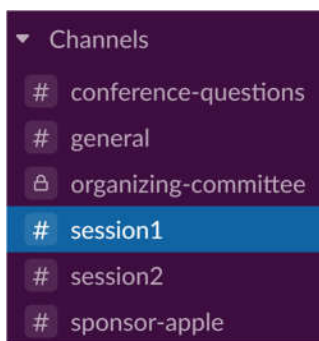 Channels
# conference-questions
# general
organizing-committee
# session1
# session2
# sponsor-apple